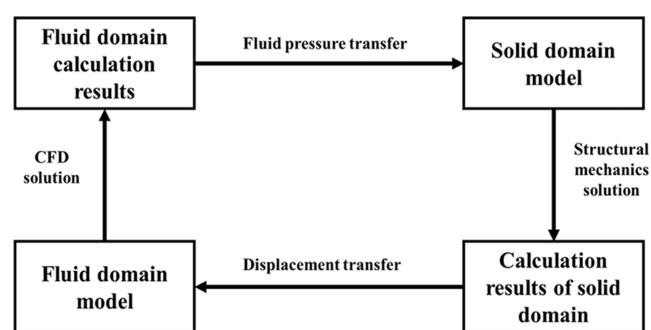 Fluid domain
calculation
results
Fluid pressure transfer
Solid domain
model
CFD
solution
Structural
mechanics
solution
Fluid domain
model
Displacement transfer
Calculation
results of solid
domain